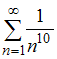 ∞
∑ 1/n^10
n=1